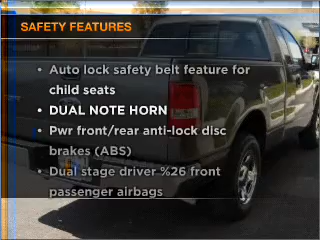 SAFETY FEATURES
• Auto lock safety belt feature for
child seats
• DUAL NOTE HORN
• Pwr front/rear anti-lock disc
brakes (ABS)
• Dual stage driver %26 front
passenger airbags